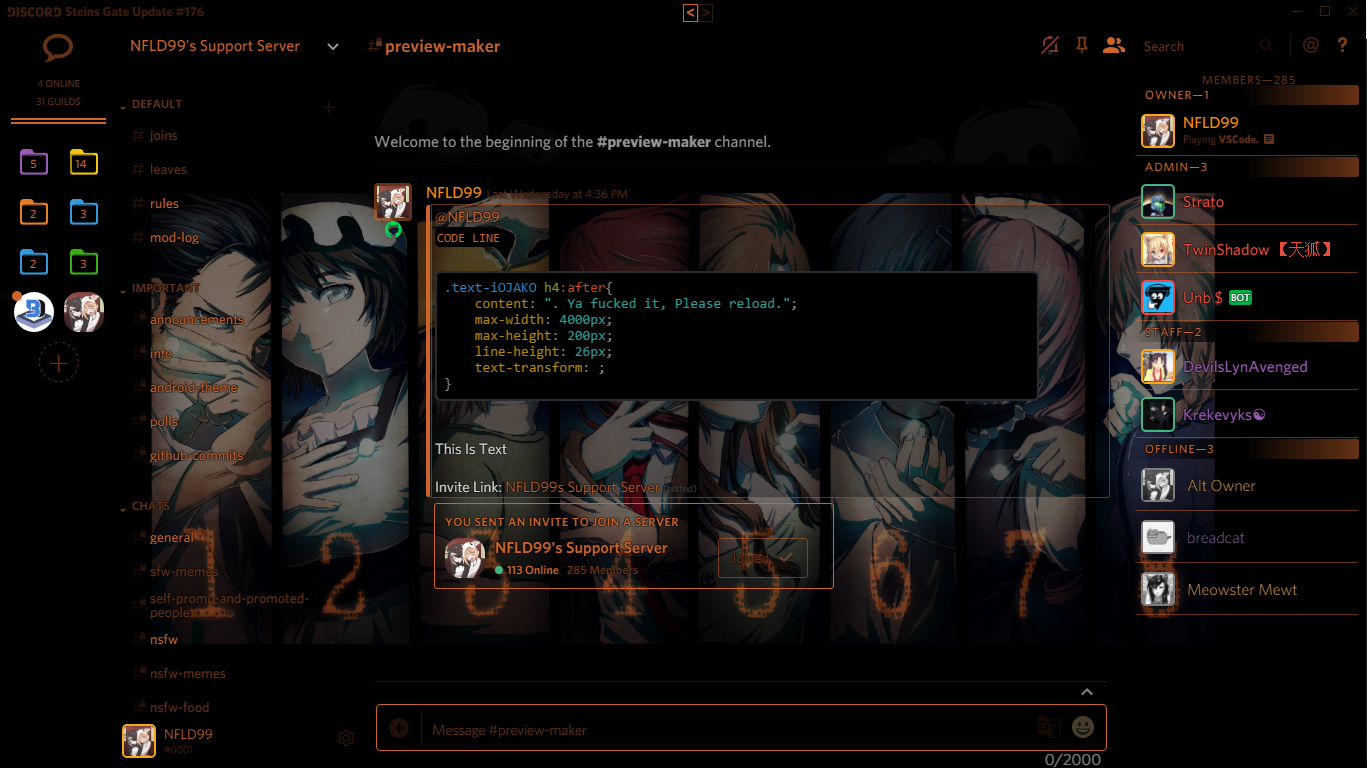 DISCORD Steins Gate Update #176
< >
NFLD99's Support Server
#preview-maker
Search
@ ?
4 ONLINE
31 GUILDS
5
14
2
3
2
3
DEFAULT
# joins
# leaves
# rules
# mod-log
IMPORTANT
# announcements
# info
# android-theme
# polls
# github-commits
CHATS
# general
# sfw-memes
# self-promo-and-promoted-
people
# nsfw
# nsfw-memes
# nsfw-food
NFLD99
#0001
Welcome to the beginning of the #preview-maker channel.
NFLD99 Last Wednesday at 4:36 PM
@NFLD99
CODE LINE
.text-iOJAKO h4:after{
content: ". Ya fucked it, Please reload.";
max-width: 4000px;
max-height: 200px;
line-height: 26px;
text-transform: ;
}
This Is Text
Invite Link: NFLD99s Support Server (edited)
YOU SENT AN INVITE TO JOIN A SERVER
NFLD99's Support Server
113 Online 285 Members
Joined
1 2 3 4 5 6 7 8
Message #preview-maker
0/2000
MEMBERS—285
OWNER—1
NFLD99
Playing VSCode.
ADMIN—3
Strato
TwinShadow 【天狐】
Unb $ BOT
STAFF—2
DevilsLynAvenged
Krekevyks☯
OFFLINE—3
Alt Owner
breadcat
Meowster Mewt